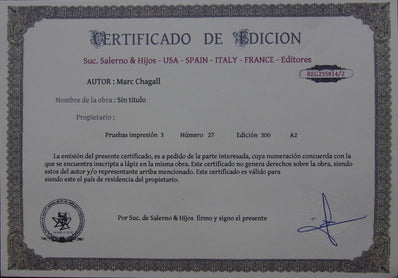 CERTIFICADO DE EDICION
Suc. Salerno & Hijos - USA - SPAIN - ITALY - FRANCE - Editores
REG235814/2
AUTOR : Marc Chagall
Nombre de la obra : Sin título
Propietario :
Pruebas impresión 3 Número 27 Edición 300 A2
La emisión del presente certificado, es a pedido de la parte interesada, cuya numeración concuerda con la
que se encuentra inscripta a lápiz en la misma obra. Este certificado no genera derechos sobre la obra, siendo
estos del autor y/o representante arriba mencionado. Este certificado es válido para
siendo este el país de residencia del propietario.
Por Suc. de Salerno & Hijos firmo y signo el presente